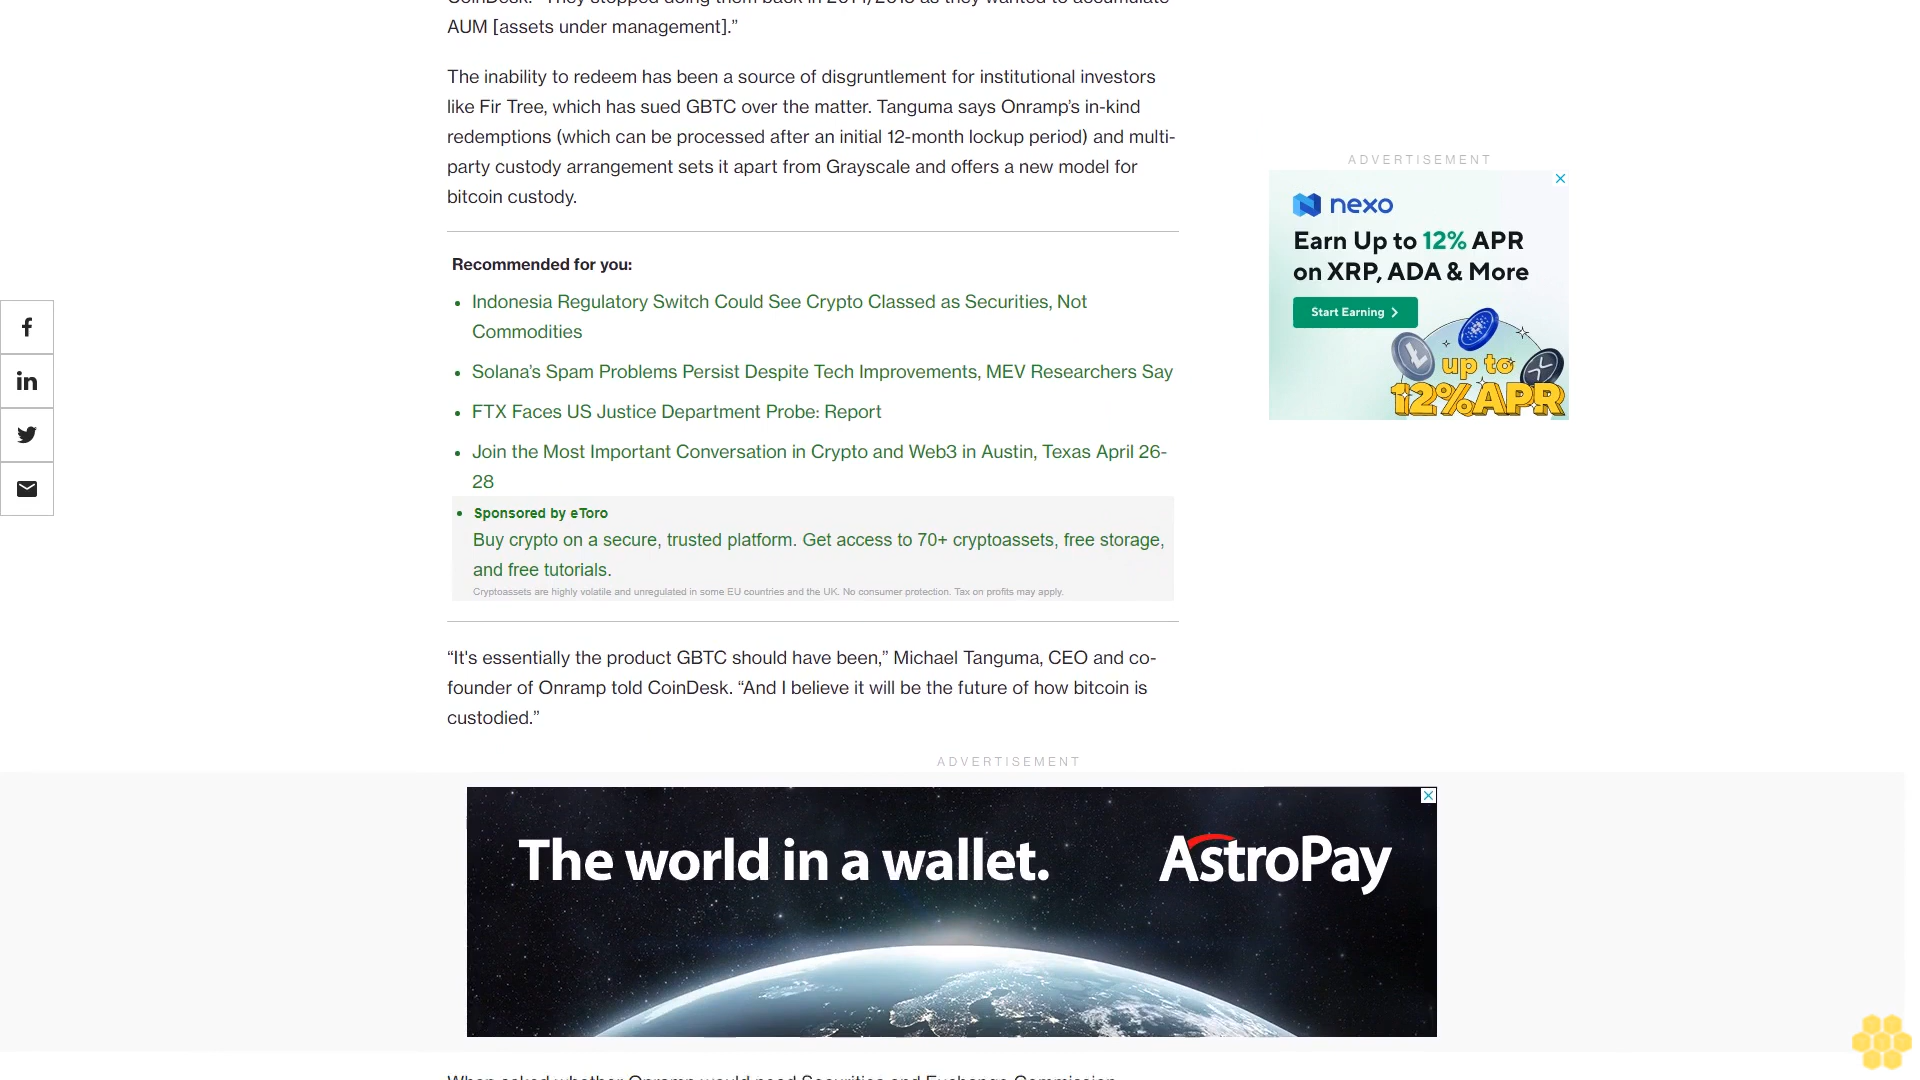 AUM [assets under management].”
The inability to redeem has been a source of disgruntlement for institutional investors
like Fir Tree, which has sued GBTC over the matter. Tanguma says Onramp’s in-kind
redemptions (which can be processed after an initial 12-month lockup period) and multi-
party custody arrangement sets it apart from Grayscale and offers a new model for
bitcoin custody.
ADVERTISEMENT
nexo
Earn Up to 12% APR
on XRP, ADA & More
Start Earning
up to
12% APR
Recommended for you:
• Indonesia Regulatory Switch Could See Crypto Classed as Securities, Not
Commodities
• Solana’s Spam Problems Persist Despite Tech Improvements, MEV Researchers Say
• FTX Faces US Justice Department Probe: Report
• Join the Most Important Conversation in Crypto and Web3 in Austin, Texas April 26-
28
• Sponsored by eToro
Buy crypto on a secure, trusted platform. Get access to 70+ cryptoassets, free storage,
and free tutorials.
Cryptoassets are highly volatile and unregulated in some EU countries and the UK. No consumer protection. Tax on profits may apply.
“It's essentially the product GBTC should have been,” Michael Tanguma, CEO and co-
founder of Onramp told CoinDesk. “And I believe it will be the future of how bitcoin is
custodied.”
ADVERTISEMENT
The world in a wallet.
AstroPay